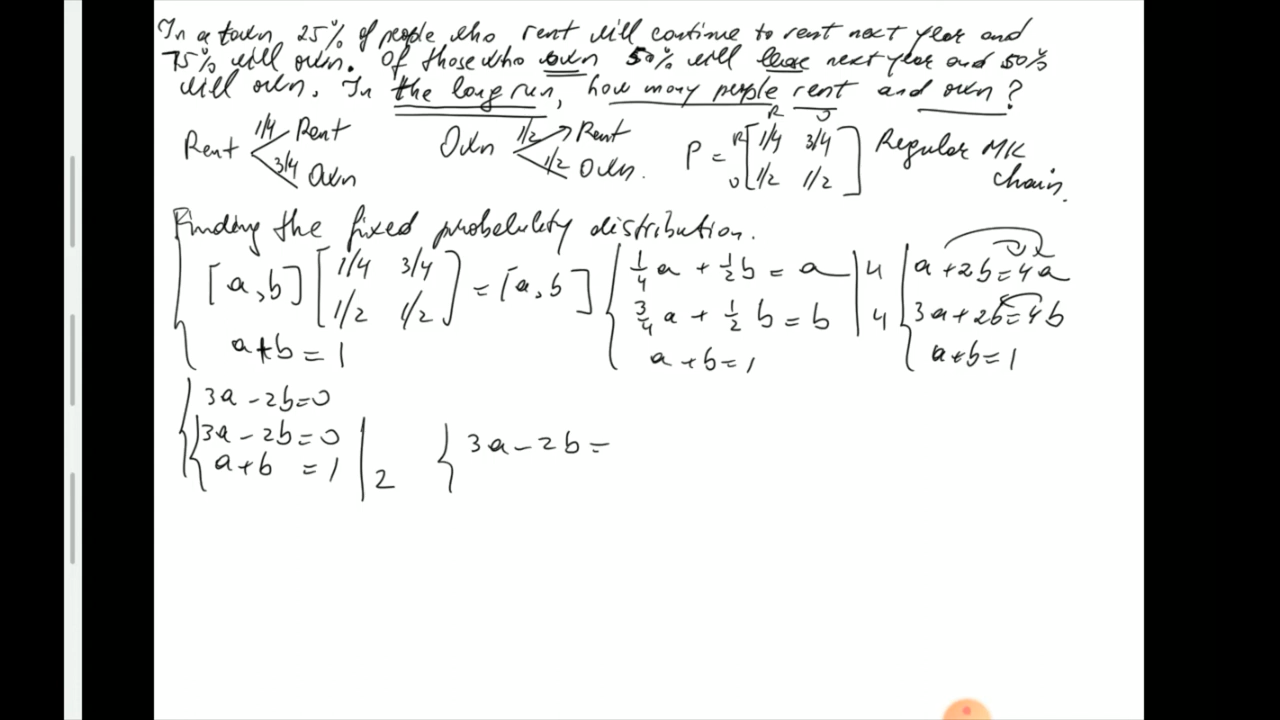 In a town 25% of people who rent will continue to rent next year and
75% will own. Of those who own 50% will lease next year and 50%
will own. In the long run, how many people rent and own?
Rent 1/4 Rent 3/4 Own
Own 1/2 Rent 1/2 Own.
P = R O R [1/4 3/4] O [1/2 1/2] Regular MK chain.
Finding the fixed probability distribution.
[a, b] [1/4 3/4 1/2 1/2] = [a, b]
a+b = 1
1/4 a + 1/2 b = a | 4
3/4 a + 1/2 b = b | 4
a + b = 1
a + 2b = 4a
3a + 2b = 4b
a + b = 1
3a - 2b = 0
3a - 2b = 0
a + b = 1 | 2
3a - 2b =